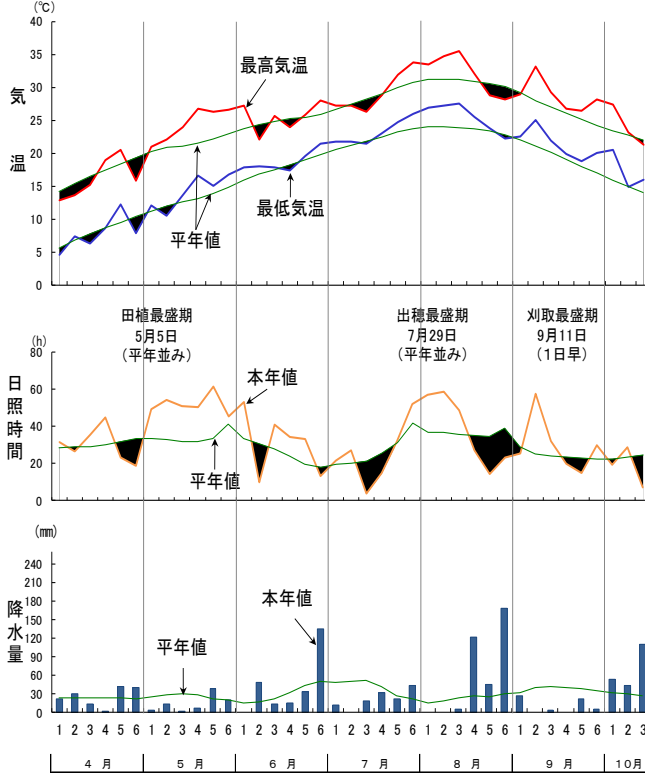 (℃)
40
35
30
25
20
15
10
5
0
気温
最高気温
最低気温
平年値
田植最盛期
5月5日
(平年並み)
出穂最盛期
7月29日
(平年並み)
刈取最盛期
9月11日
(1日早)
(h)
80
60
40
20
0
日照時間
本年値
平年値
(mm)
240
210
180
150
120
90
60
30
0
降水量
本年値
平年値
1 2 3 4 5 6 1 2 3 4 5 6 1 2 3 4 5 6 1 2 3 4 5 6 1 2 3 4 5 6 1 2 3 4 5 6 1 2 3
4 月 5 月 6 月 7 月 8 月 9 月 10月